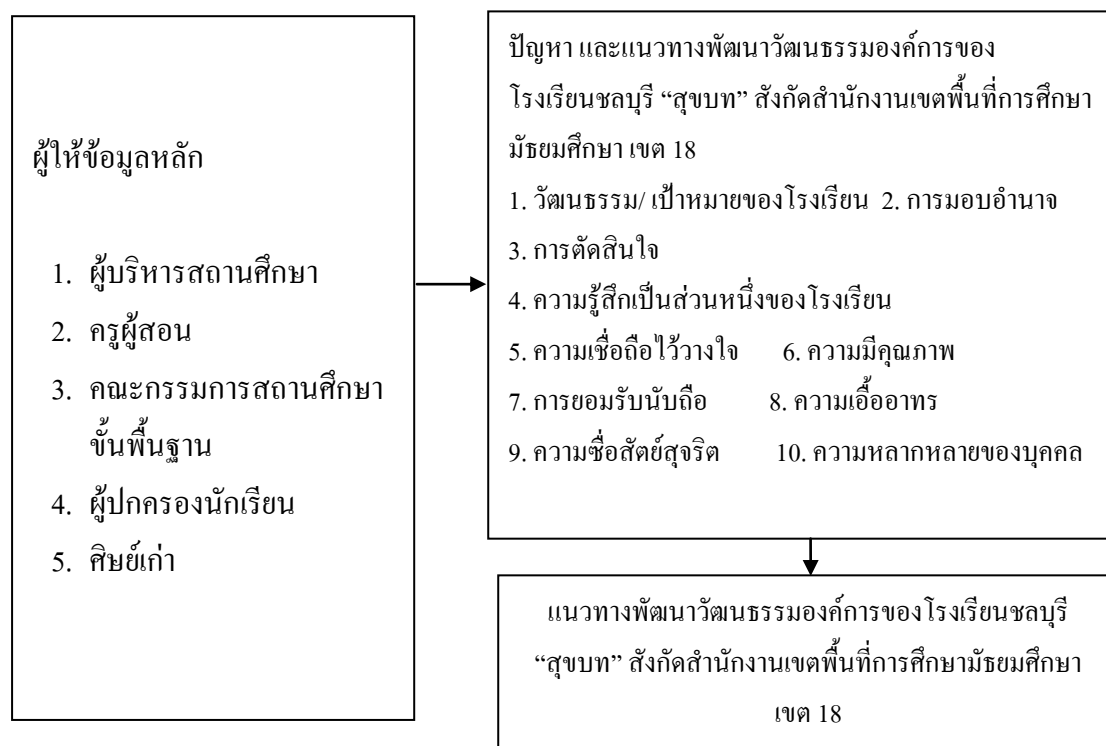 ผู้ให้ข้อมูลหลัก
1. ผู้บริหารสถานศึกษา
2. ครูผู้สอน
3. คณะกรรมการสถานศึกษา
ขั้นพื้นฐาน
4. ผู้ปกครองนักเรียน
5. ศิษย์เก่า
ปัญหา และแนวทางพัฒนาวัฒนธรรมองค์การของ
โรงเรียนชลบุรี “สุขบท” สังกัดสำนักงานเขตพื้นที่การศึกษา
มัธยมศึกษา เขต 18
1. วัฒนธรรม/ เป้าหมายของโรงเรียน 2. การมอบอำนาจ
3. การตัดสินใจ
4. ความรู้สึกเป็นส่วนหนึ่งของโรงเรียน
5. ความเชื่อถือไว้วางใจ 6. ความมีคุณภาพ
7. การยอมรับนับถือ 8. ความเอื้ออาทร
9. ความซื่อสัตย์สุจริต 10. ความหลากหลายของบุคคล
แนวทางพัฒนาวัฒนธรรมองค์การของโรงเรียนชลบุรี
“สุขบท” สังกัดสำนักงานเขตพื้นที่การศึกษามัธยมศึกษา
เขต 18